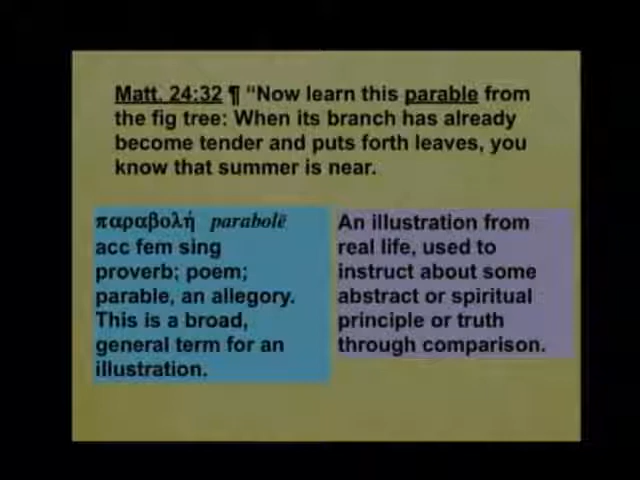 Matt. 24:32 ¶ “Now learn this parable from
the fig tree: When its branch has already
become tender and puts forth leaves, you
know that summer is near.
παραβολή parabolē
acc fem sing
proverb; poem;
parable, an allegory.
This is a broad,
general term for an
illustration.
An illustration from
real life, used to
instruct about some
abstract or spiritual
principle or truth
through comparison.